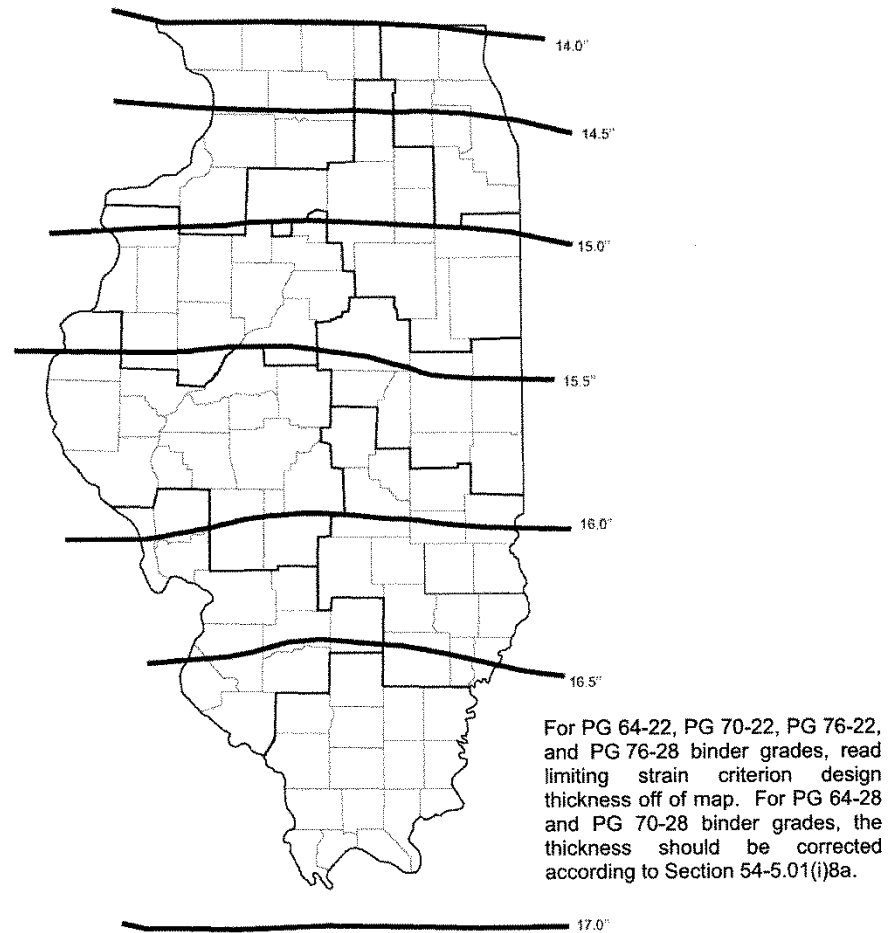 14.0"
14.5"
15.0"
15.5"
16.0"
16.5"
For PG 64-22, PG 70-22, PG 76-22,
and PG 76-28 binder grades, read
limiting strain criterion design
thickness off of map. For PG 64-28
and PG 70-28 binder grades, the
thickness should be corrected
according to Section 54-5.01(i)8a.
17.0"